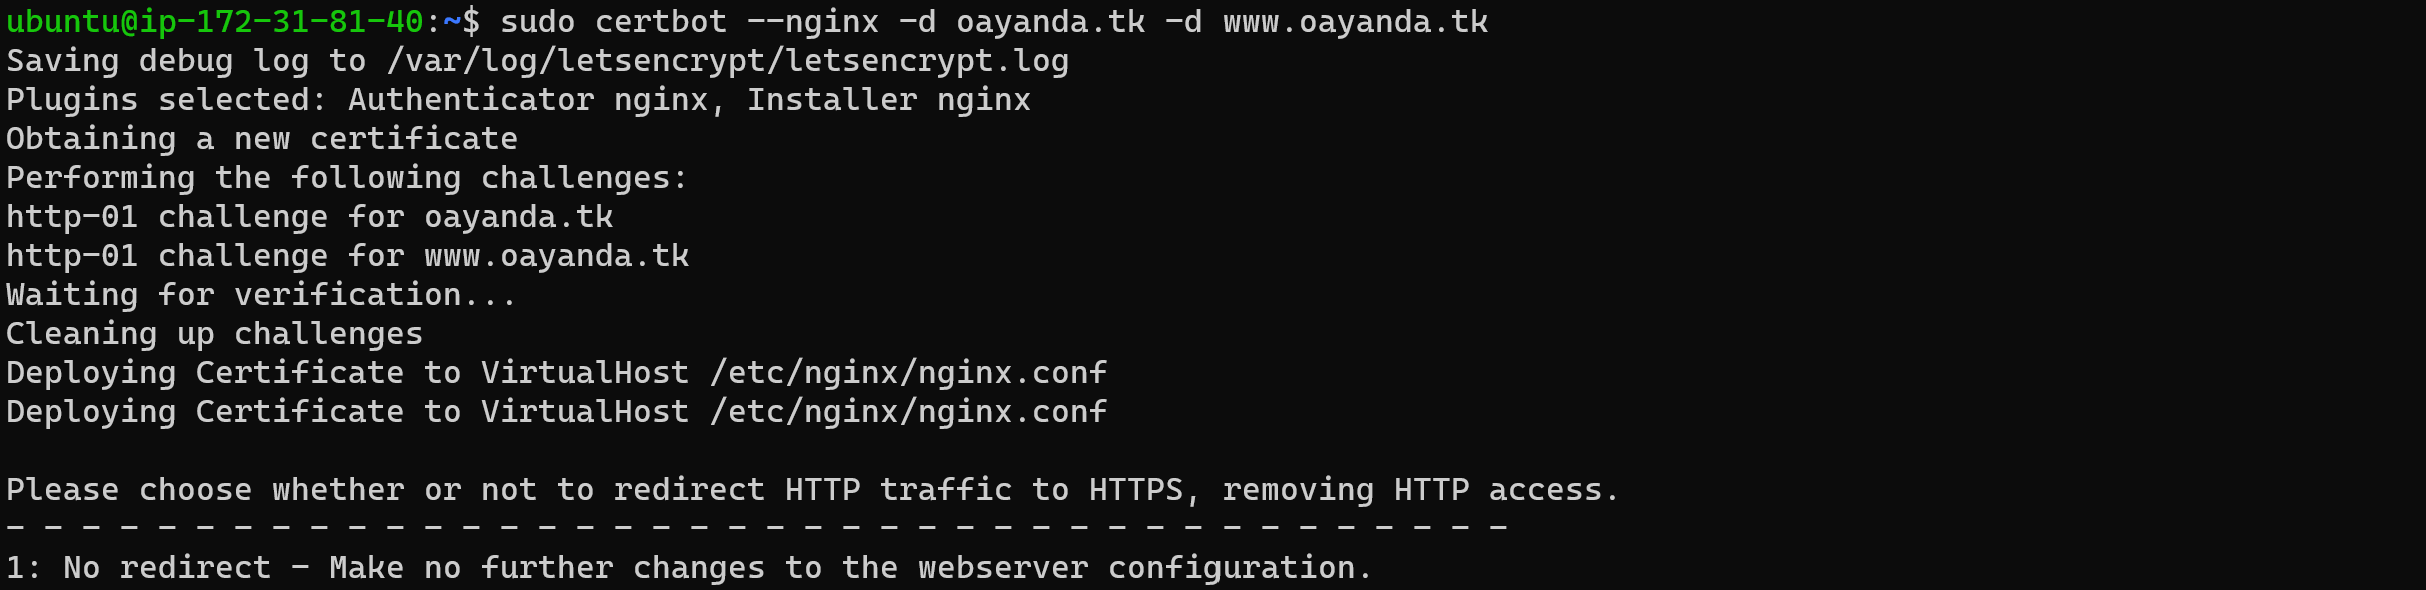 ubuntu@ip-172-31-81-40:~$ sudo certbot --nginx -d oayanda.tk -d www.oayanda.tk
Saving debug log to /var/log/letsencrypt/letsencrypt.log
Plugins selected: Authenticator nginx, Installer nginx
Obtaining a new certificate
Performing the following challenges:
http-01 challenge for oayanda.tk
http-01 challenge for www.oayanda.tk
Waiting for verification...
Cleaning up challenges
Deploying Certificate to VirtualHost /etc/nginx/nginx.conf
Deploying Certificate to VirtualHost /etc/nginx/nginx.conf

Please choose whether or not to redirect HTTP traffic to HTTPS, removing HTTP access.
- - - - - - - - - - - - - - - - - - - - - - - - - - - - - - - - - - - - - - - -
1: No redirect - Make no further changes to the webserver configuration.